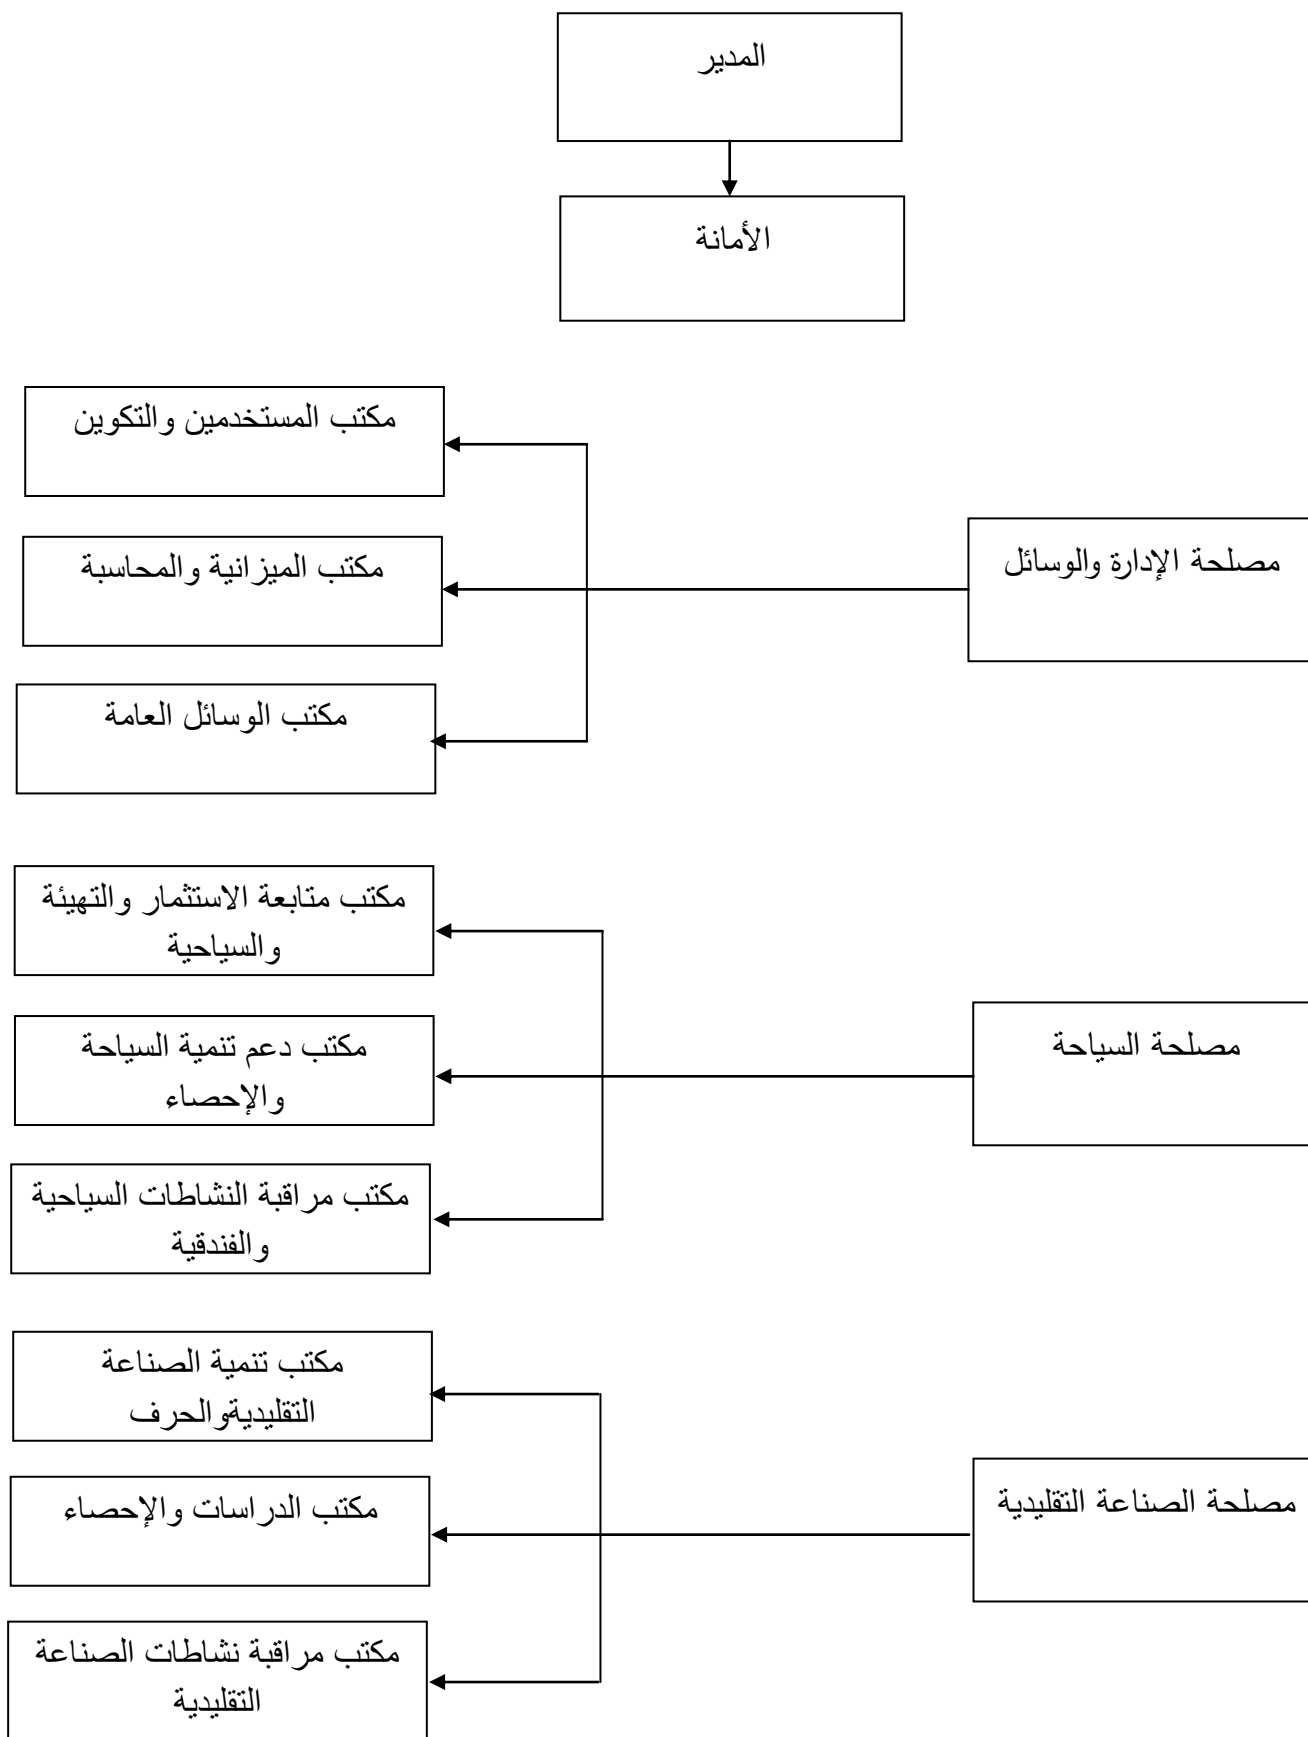 المدير
الأمانة
مكتب المستخدمين والتكوين
مصلحة الإدارة والوسائل
مكتب الميزانية والمحاسبة
مكتب الوسائل العامة
مكتب متابعة الاستثمار والتهيئة
والسياحية
مصلحة السياحة
مكتب دعم تنمية السياحة
والإحصاء
مكتب مراقبة النشاطات السياحية
والفندقية
مكتب تنمية الصناعة
التقليديةوالحرف
مصلحة الصناعة التقليدية
مكتب الدراسات والإحصاء
مكتب مراقبة نشاطات الصناعة
التقليدية